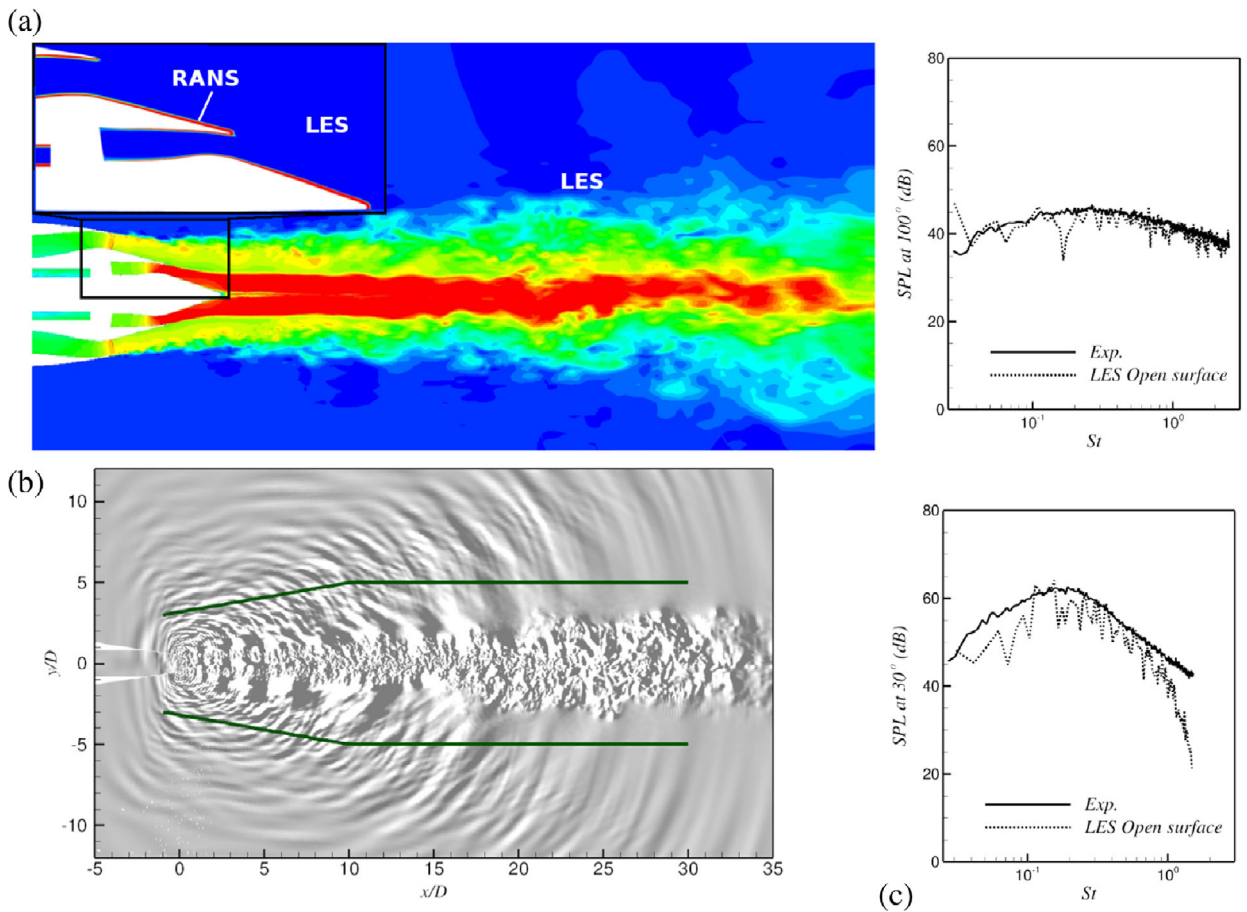 (a)
RANS
LES
LES
80
60
40
20
0
SPL at 100° (dB)
Exp.
LES Open surface
10⁻¹
10⁰
St
(b)
10
5
0
-5
-10
y/D
-5
0
5
10
15
20
25
30
35
x/D
80
60
40
20
0
SPL at 30° (dB)
Exp.
LES Open surface
10⁻¹
10⁰
St
(c)